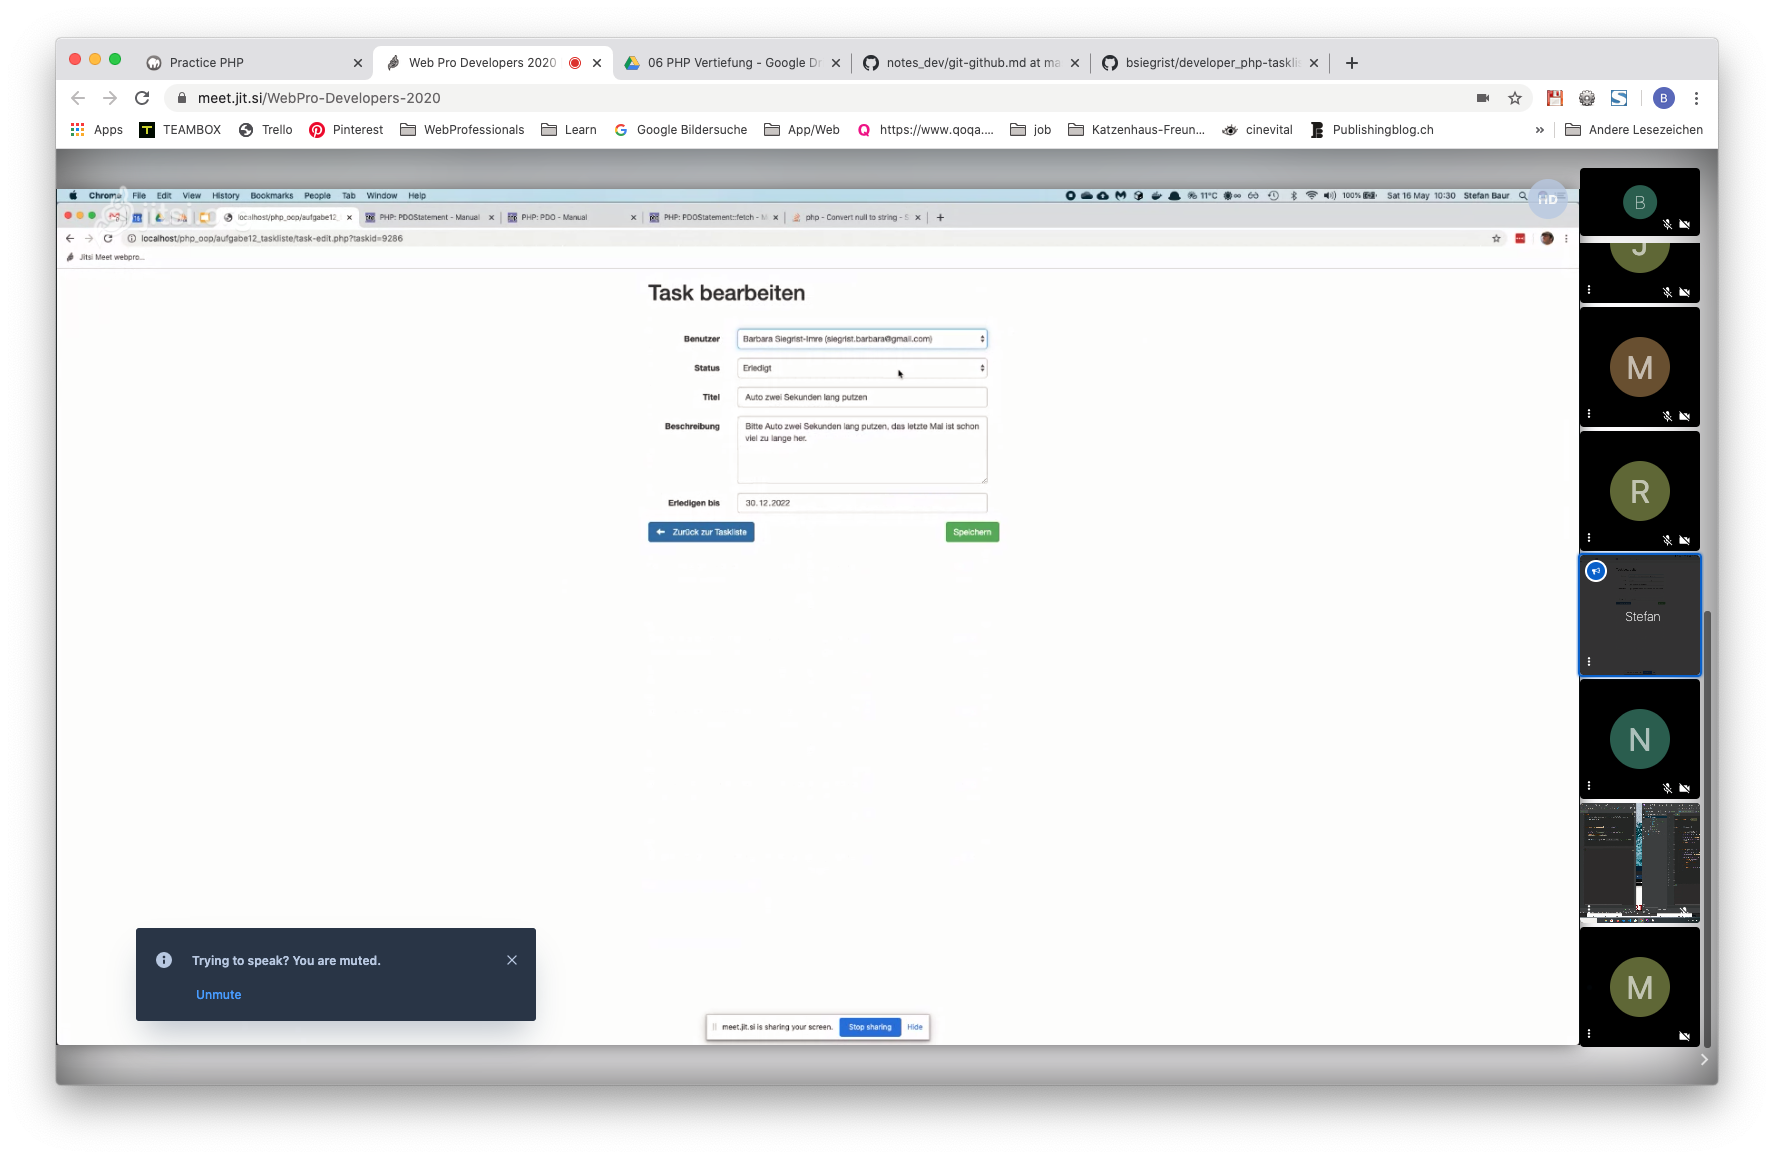 Practice PHP
Web Pro Developers 2020
06 PHP Vertiefung - Google Dr
notes_dev/git-github.md at ma
bsiegrist/developer_php-taskli
meet.jit.si/WebPro-Developers-2020
B
Apps
TEAMBOX
Trello
Pinterest
WebProfessionals
Learn
Google Bildersuche
App/Web
https://www.qoqa....
job
Katzenhaus-Freun...
cinevital
Publishingblog.ch
»
Andere Lesezeichen
Chrome File Edit View History Bookmarks People Tab Window Help
11°C
100%
Sat 16 May 10:30 Stefan Baur
HD
jitsi
localhost/php_oop/aufgabe12_
PHP: PDOStatement - Manual
PHP: PDO - Manual
PHP: PDOStatement::fetch - M
php - Convert null to string - S
localhost/php_oop/aufgabe12_taskliste/task-edit.php?taskid=9286
Jitsi Meet webpro...
Task bearbeiten
Benutzer
Barbara Siegrist-Imre (siegrist.barbara@gmail.com)
Status
Erledigt
Titel
Auto zwei Sekunden lang putzen
Beschreibung
Bitte Auto zwei Sekunden lang putzen, das letzte Mal ist schon
viel zu lange her.
Erledigen bis
30.12.2022
Zurück zur Taskliste
Speichern
B
J
M
R
Stefan
N
M
Trying to speak? You are muted.
Unmute
meet.jit.si is sharing your screen.
Stop sharing
Hide